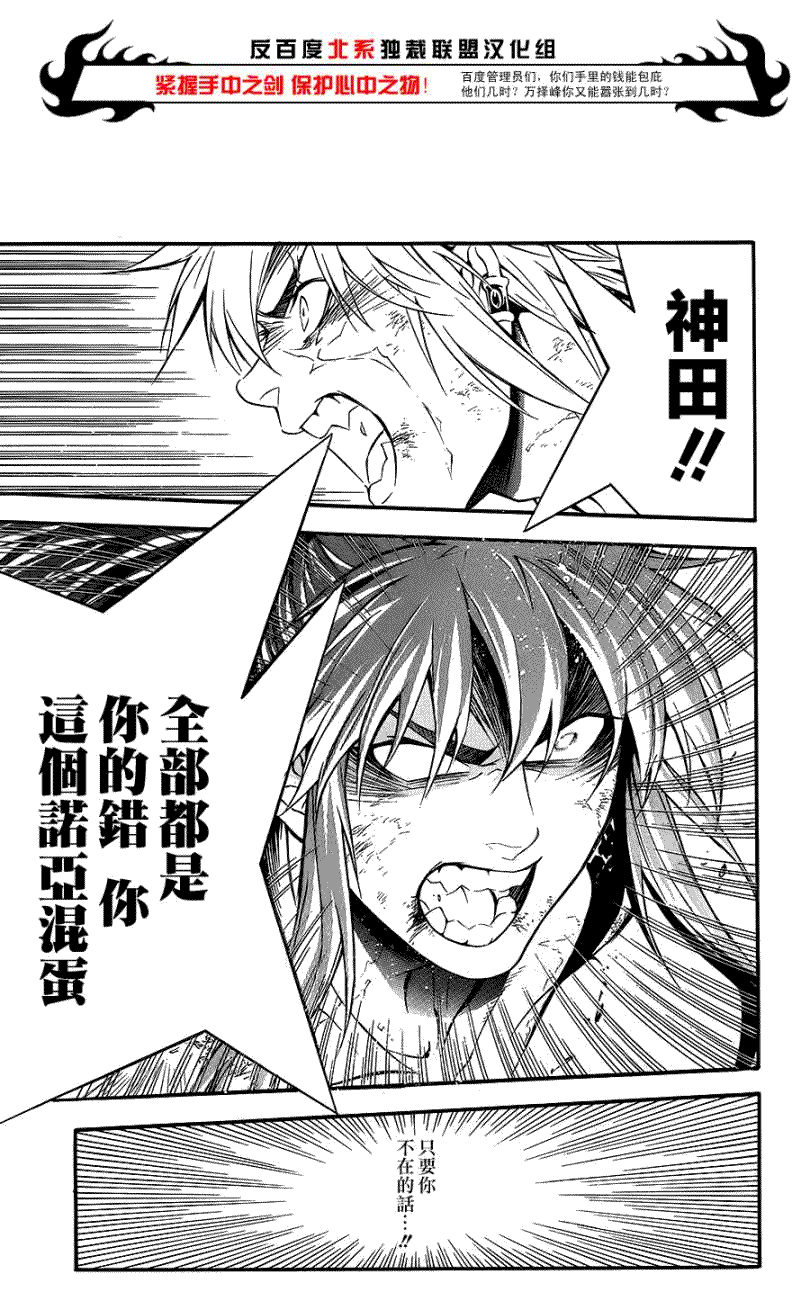 反百度北系独裁联盟汉化组
紧握手中之剑 保护心中之物!
百度管理员们，你们手里的钱能包庇
他们几时？万择峰你又能嚣张到几时？
神田!!
全部都是
你的錯 你
這個諾亞混蛋
只要你
不在的話…!!